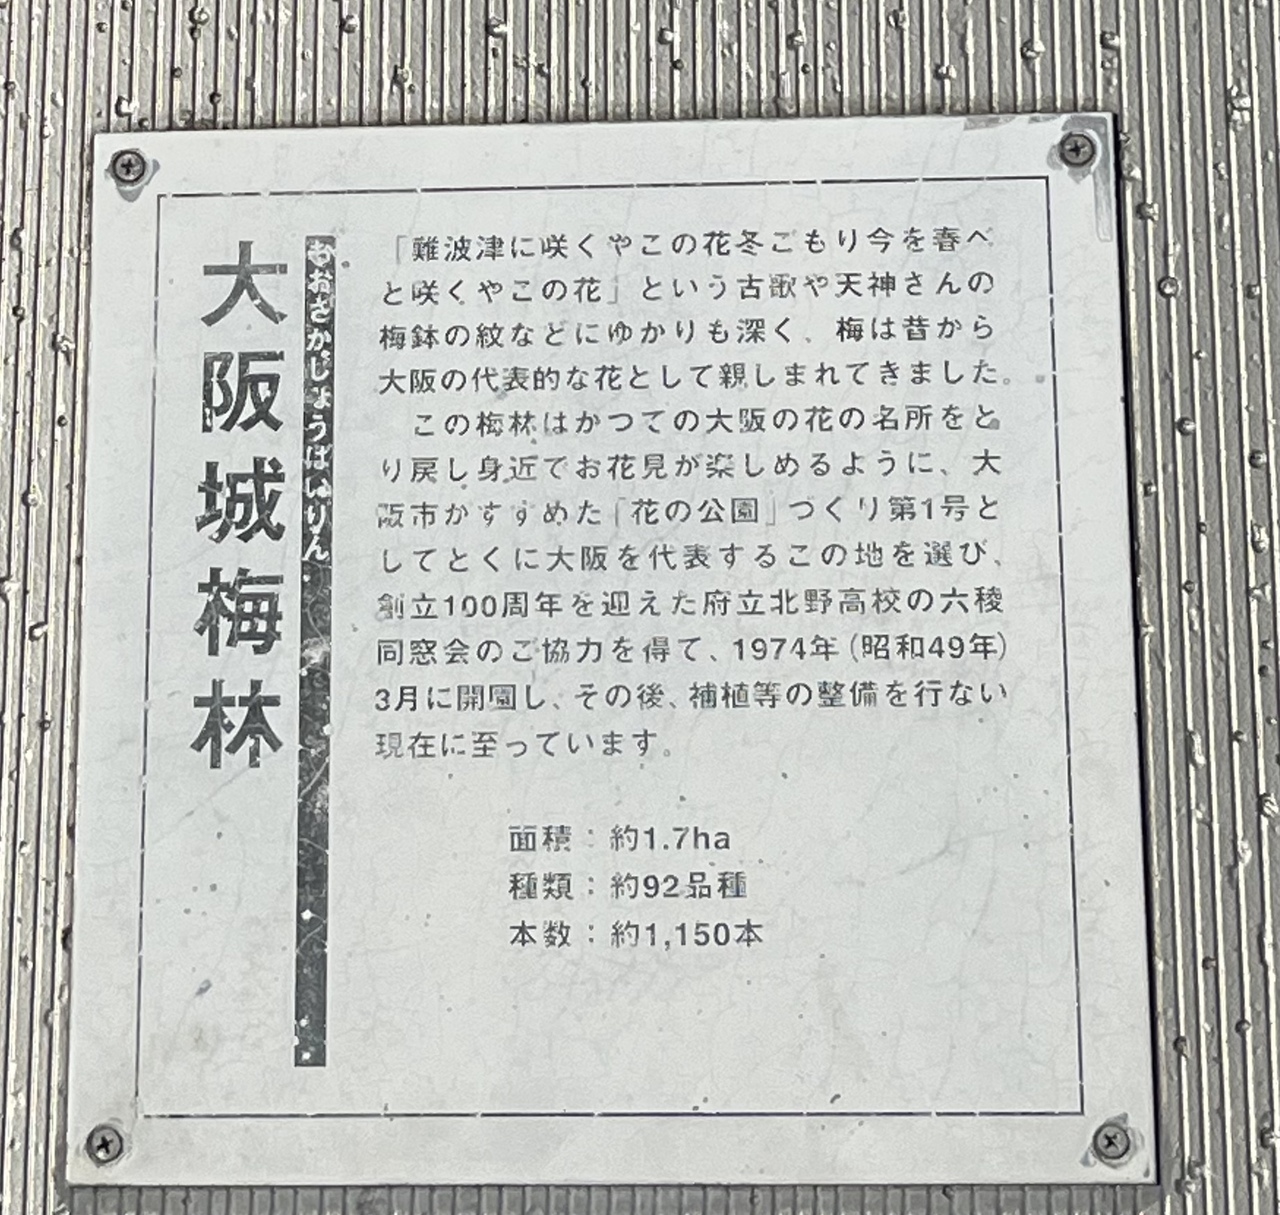 大阪城梅林
おおさかじょうばいりん
「難波津に咲くやこの花冬ごもり今を春べ
と咲くやこの花」という古歌や天神さんの
梅鉢の紋などにゆかりも深く、梅は昔から
大阪の代表的な花として親しまれてきました。
この梅林はかつての大阪の花の名所をと
り戻し身近でお花見が楽しめるように、大
阪市がすすめた「花の公園」づくり第1号と
してとくに大阪を代表するこの地を選び、
創立100周年を迎えた府立北野高校の六稜
同窓会のご協力を得て、1974年(昭和49年)
3月に開園し、その後、補植等の整備を行ない
現在に至っています。
面積：約1.7ha
種類：約92品種
本数：約1,150本